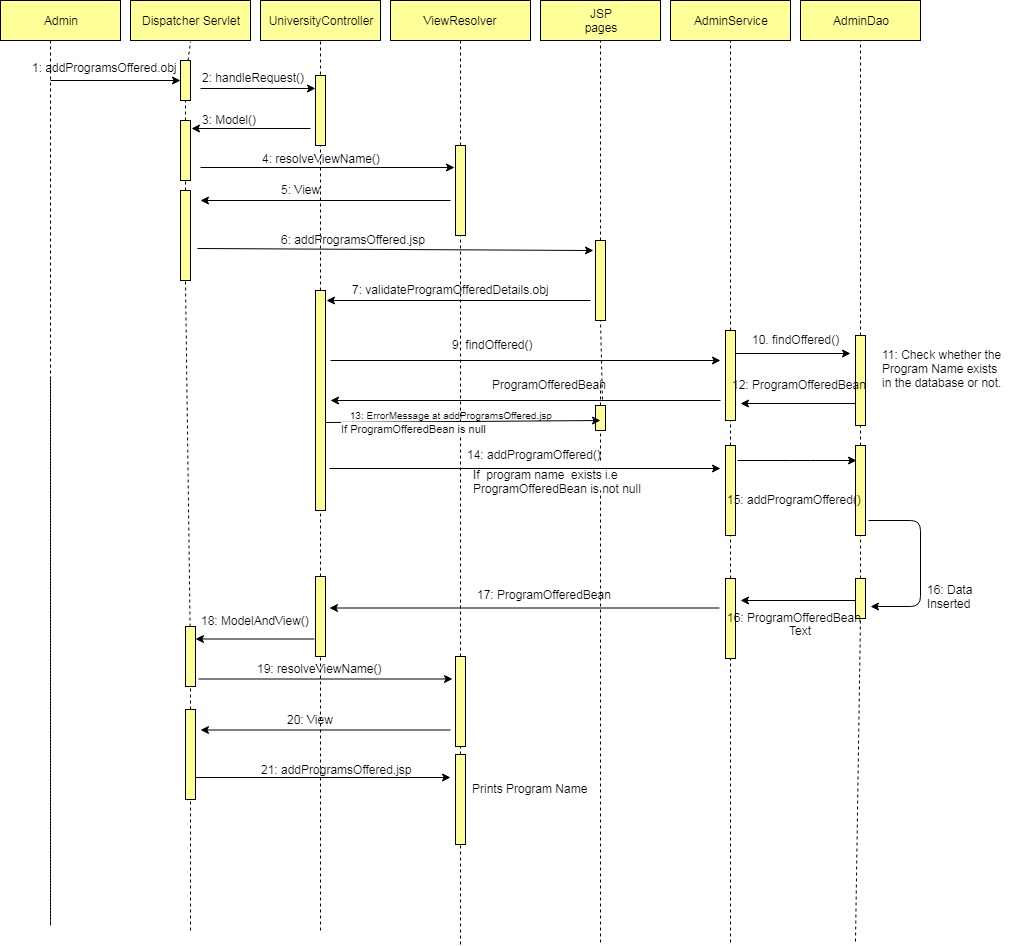 Admin
Dispatcher Servlet
UniversityController
ViewResolver
JSP
pages
AdminService
AdminDao
1: addProgramsOffered.obj
2: handleRequest()
3: Model()
4: resolveViewName()
5: View
6: addProgramsOffered.jsp
7: validateProgramOfferedDetails.obj
9: findOffered()
10. findOffered()
11: Check whether the
Program Name exists
in the database or not.
ProgramOfferedBean
12: ProgramOfferedBean
13: ErrorMessage at addProgramsOffered.jsp
If ProgramOfferedBean is null
14: addProgramOffered()
If program name exists i.e
ProgramOfferedBean is not null
15: addProgramOffered()
16: Data
Inserted
17: ProgramOfferedBean
16: ProgramOfferedBean
Text
18: ModelAndView()
19: resolveViewName()
20: View
21: addProgramsOffered.jsp
Prints Program Name